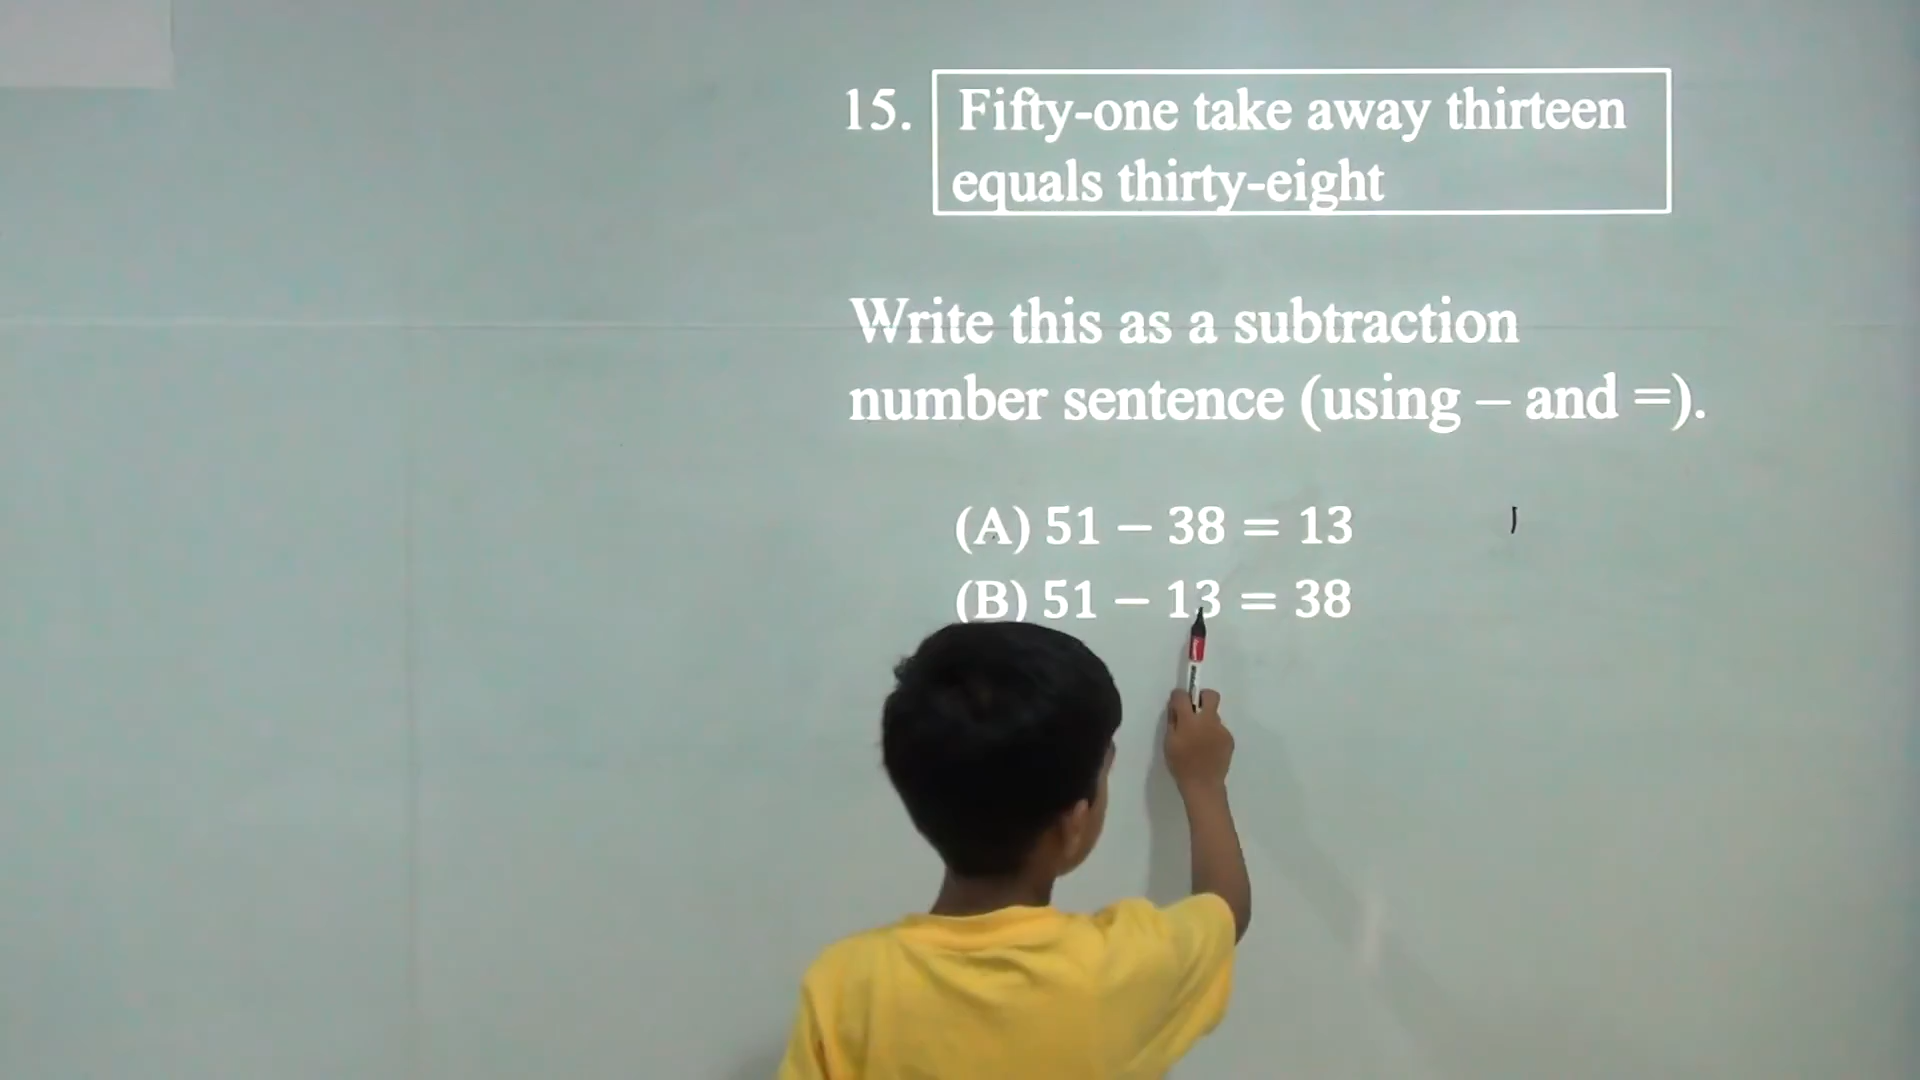 15. Fifty-one take away thirteen
equals thirty-eight
Write this as a subtraction
number sentence (using – and =).
(A) 51 – 38 = 13
(B) 51 – 13 = 38